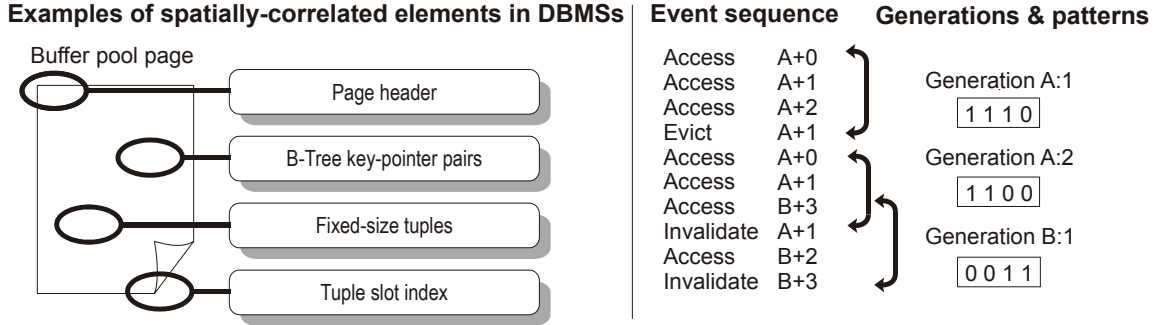 Examples of spatially-correlated elements in DBMSs
Buffer pool page
Page header
B-Tree key-pointer pairs
Fixed-size tuples
Tuple slot index
Event sequence
Access A+0
Access A+1
Access A+2
Evict A+1
Access A+0
Access A+1
Access B+3
Invalidate A+1
Access B+2
Invalidate B+3
Generations & patterns
Generation A:1
1 1 1 0
Generation A:2
1 1 0 0
Generation B:1
0 0 1 1